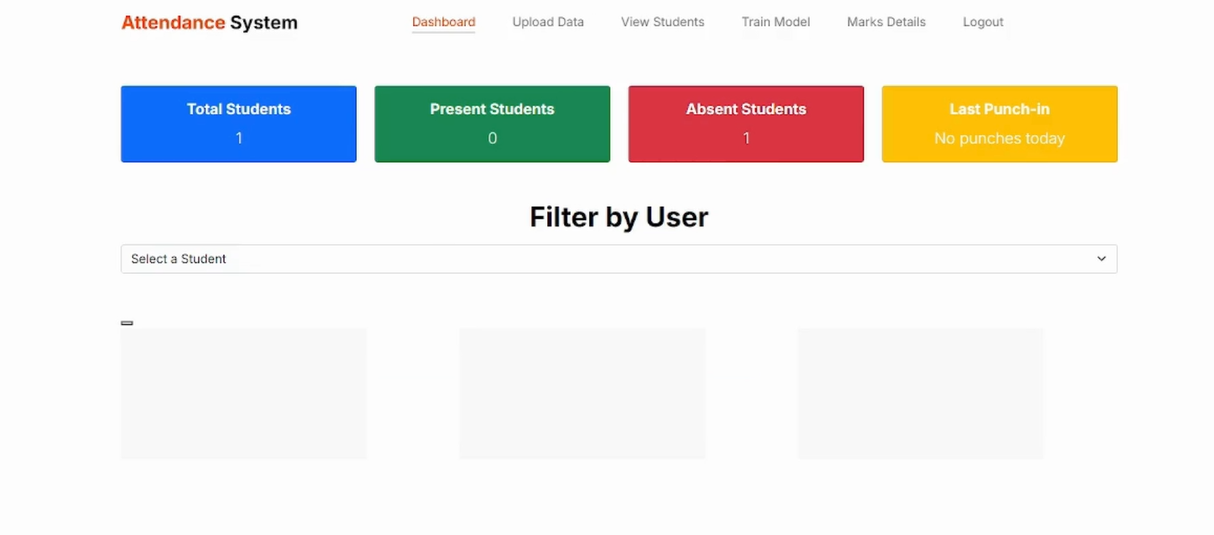 Attendance System
Dashboard
Upload Data
View Students
Train Model
Marks Details
Logout
Total Students
1
Present Students
0
Absent Students
1
Last Punch-in
No punches today
Filter by User
Select a Student